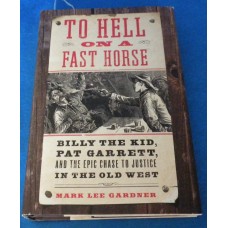 TO HELL
ON A
FAST HORSE
BILLY THE KID,
PAT GARRETT,
AND THE EPIC CHASE TO JUSTICE
IN THE OLD WEST
MARK LEE GARDNER